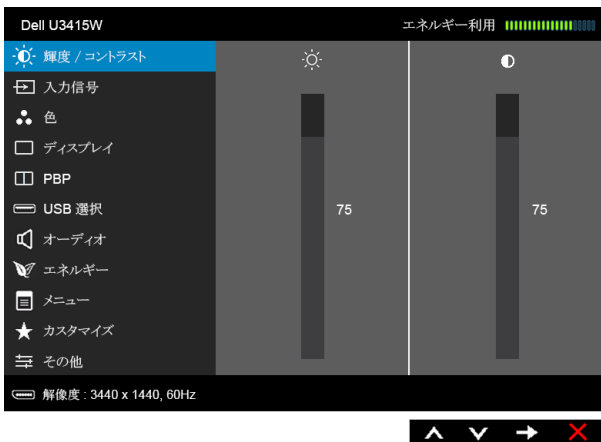 Dell U3415W
エネルギー利用
輝度 / コントラスト
入力信号
色
ディスプレイ
PBP
USB 選択
オーディオ
エネルギー
メニュー
カスタマイズ
その他
75
75
解像度 : 3440 x 1440, 60Hz